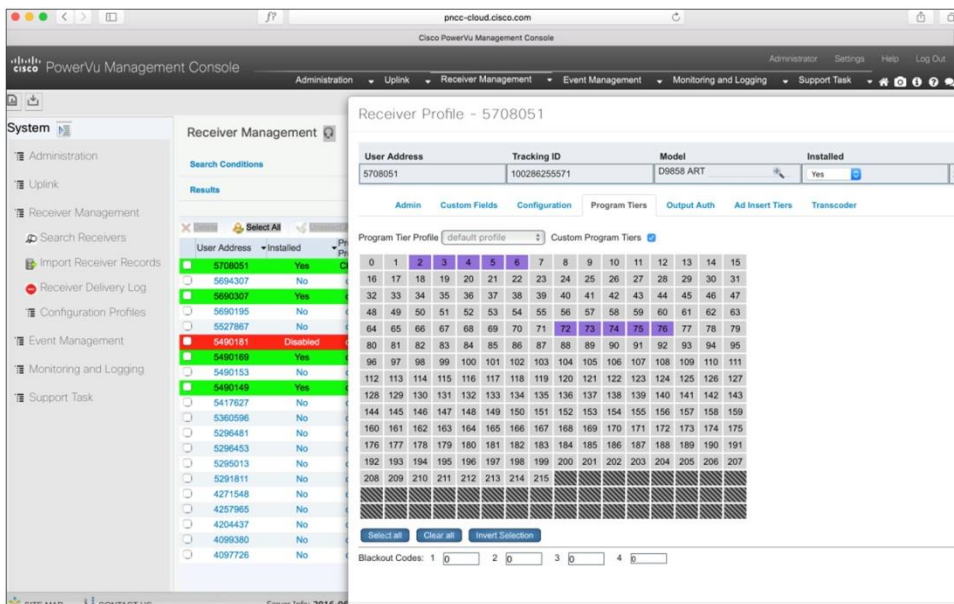 f?
pncc-cloud.cisco.com
Cisco PowerVu Management Console
cisco PowerVu Management Console
Administrator Settings Help Log Out
Administration Uplink Receiver Management Event Management Monitoring and Logging Support Task
System
Administration
Uplink
Receiver Management
Search Receivers
Import Receiver Records
Receiver Delivery Log
Configuration Profiles
Event Management
Monitoring and Logging
Support Task
Receiver Management
Search Conditions
Results
Select All
User Address Installed
5708051 Yes
5694307 No
5690307 Yes
5690195 No
5527867 No
5490181 Disabled
5490169 Yes
5490153 No
5490149 Yes
5417627 No
5360596 No
5296481 No
5296453 No
5295013 No
5291811 No
4271548 No
4257965 No
4204437 No
4099380 No
4097726 No
Receiver Profile - 5708051
User Address Tracking ID Model Installed
5708051 100286255571 D9858 ART Yes
Admin Custom Fields Configuration Program Tiers Output Auth Ad Insert Tiers Transcoder
Program Tier Profile default profile Custom Program Tiers
0 1 2 3 4 5 6 7 8 9 10 11 12 13 14 15
16 17 18 19 20 21 22 23 24 25 26 27 28 29 30 31
32 33 34 35 36 37 38 39 40 41 42 43 44 45 46 47
48 49 50 51 52 53 54 55 56 57 58 59 60 61 62 63
64 65 66 67 68 69 70 71 72 73 74 75 76 77 78 79
80 81 82 83 84 85 86 87 88 89 90 91 92 93 94 95
96 97 98 99 100 101 102 103 104 105 106 107 108 109 110 111
112 113 114 115 116 117 118 119 120 121 122 123 124 125 126 127
128 129 130 131 132 133 134 135 136 137 138 139 140 141 142 143
144 145 146 147 148 149 150 151 152 153 154 155 156 157 158 159
160 161 162 163 164 165 166 167 168 169 170 171 172 173 174 175
176 177 178 179 180 181 182 183 184 185 186 187 188 189 190 191
192 193 194 195 196 197 198 199 200 201 202 203 204 205 206 207
208 209 210 211 212 213 214 215
Select all Clear all Invert Selection
Blackout Codes: 1 0 2 0 3 0 4 0
SITE MAP CONTACT US